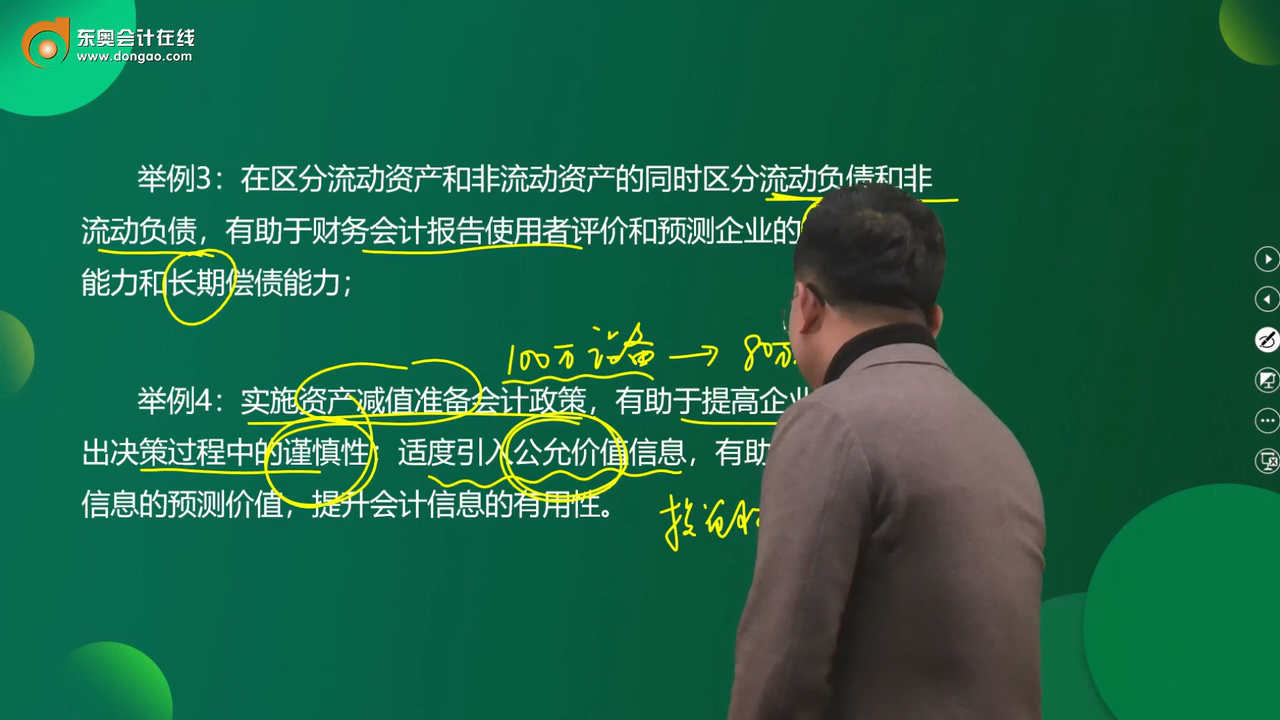 东奥会计在线
www.dongao.com
举例3：在区分流动资产和非流动资产的同时区分流动负债和非
流动负债，有助于财务会计报告使用者评价和预测企业的
能力和长期偿债能力；
100万设备→80万
举例4：实施资产减值准备会计政策，有助于提高企业
出决策过程中的谨慎性；适度引入公允价值信息，有助
信息的预测价值，提升会计信息的有用性。